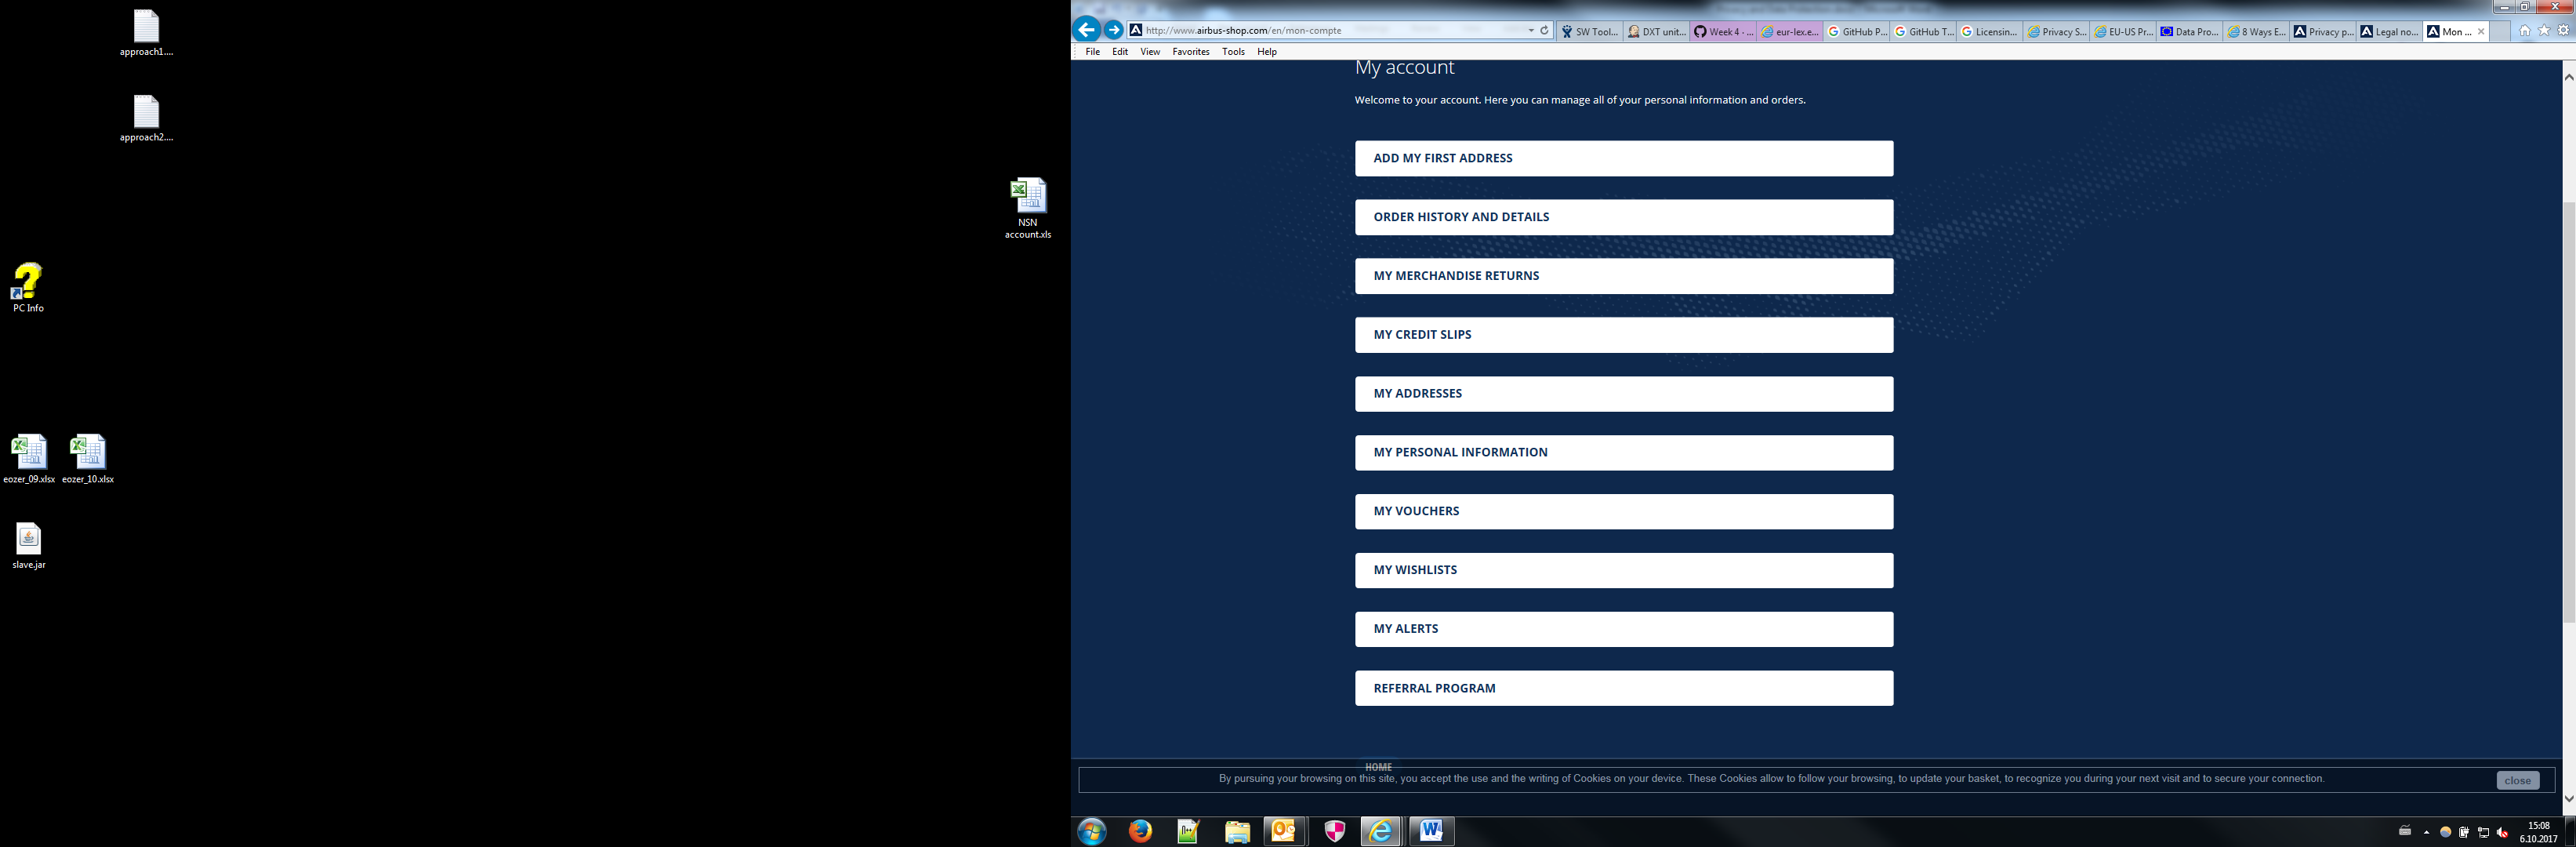 approach1....
approach2....
NSN
account.xls
PC Info
eozer_09.xlsx
eozer_10.xlsx
slave.jar
http://www.airbus-shop.com/en/mon-compte
SW Tool...
DXT unit...
Week 4 - ...
eur-lex.e...
GitHub P...
GitHub T...
Licensin...
Privacy S...
EU-US Pr...
Data Pro...
8 Ways E...
Privacy p...
Legal no...
Mon ...
File Edit View Favorites Tools Help
My account
Welcome to your account. Here you can manage all of your personal information and orders.
ADD MY FIRST ADDRESS
ORDER HISTORY AND DETAILS
MY MERCHANDISE RETURNS
MY CREDIT SLIPS
MY ADDRESSES
MY PERSONAL INFORMATION
MY VOUCHERS
MY WISHLISTS
MY ALERTS
REFERRAL PROGRAM
HOME
By pursuing your browsing on this site, you accept the use and the writing of Cookies on your device. These Cookies allow to follow your browsing, to update your basket, to recognize you during your next visit and to secure your connection.
close
15:08
6.10.2017